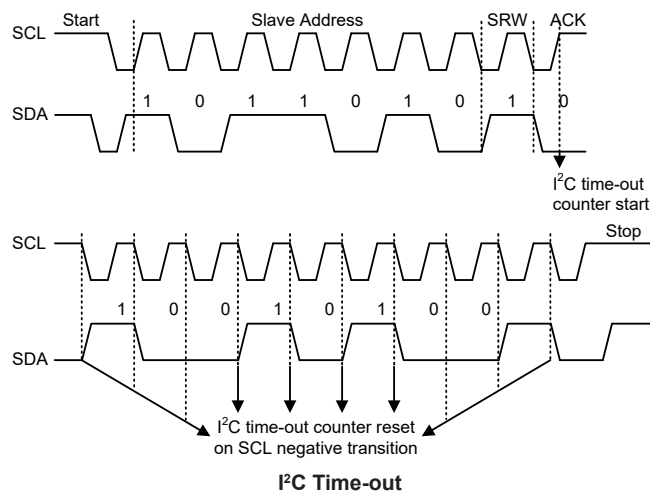 Start Slave Address SRW ACK
SCL
1 0 1 1 0 1 0 1 0
SDA
I²C time-out
counter start
Stop
SCL
1 0 0 1 0 1 0 0
SDA
I²C time-out counter reset
on SCL negative transition
I²C Time-out